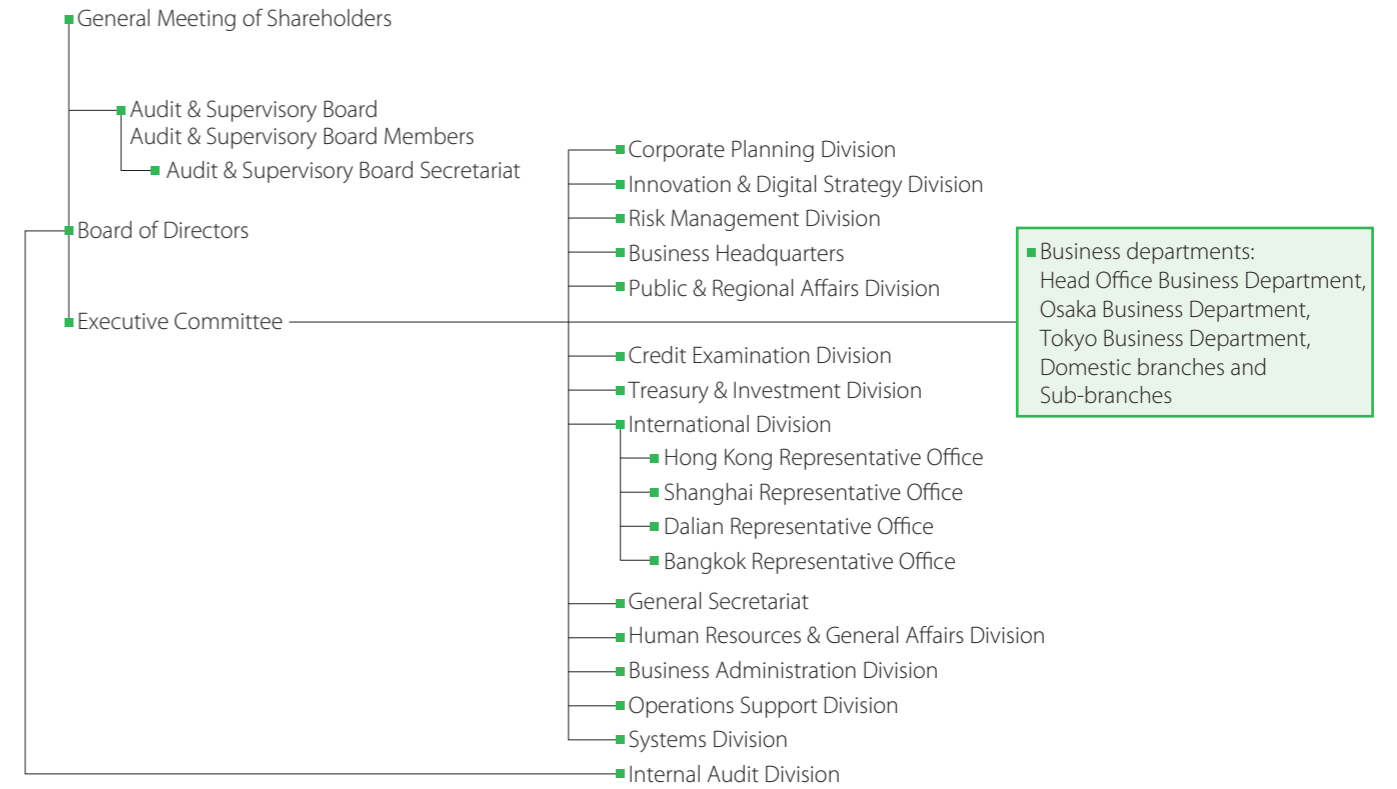 General Meeting of Shareholders
Audit & Supervisory Board
Audit & Supervisory Board Members
Audit & Supervisory Board Secretariat
Board of Directors
Executive Committee
Corporate Planning Division
Innovation & Digital Strategy Division
Risk Management Division
Business Headquarters
Public & Regional Affairs Division
Business departments:
Head Office Business Department,
Osaka Business Department,
Tokyo Business Department,
Domestic branches and
Sub-branches
Credit Examination Division
Treasury & Investment Division
International Division
Hong Kong Representative Office
Shanghai Representative Office
Dalian Representative Office
Bangkok Representative Office
General Secretariat
Human Resources & General Affairs Division
Business Administration Division
Operations Support Division
Systems Division
Internal Audit Division